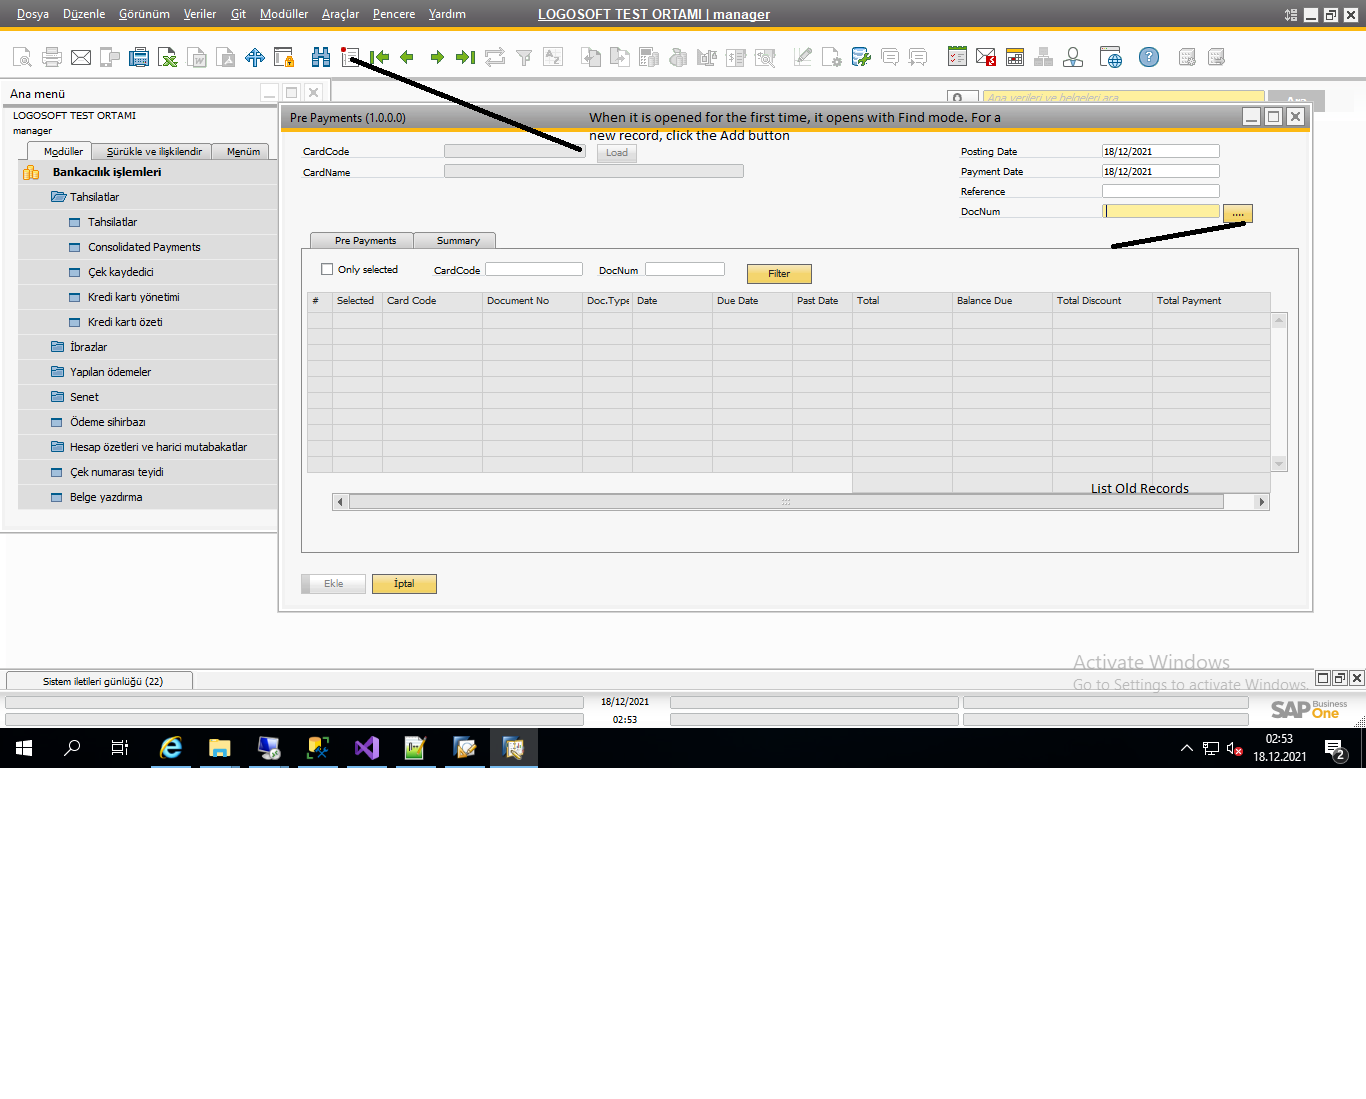 Dosya Düzenle Görünüm Veriler Git Modüller Araçlar Pencere Yardım LOGOSOFT TEST ORTAMI | manager
Ana menü
Ana verileri ve belgeleri ara
LOGOSOFT TEST ORTAMI
manager
Modüller Sürükle ve ilişkilendir Menüm
Bankacılık işlemleri
Tahsilatlar
Tahsilatlar
Consolidated Payments
Çek kaydedici
Kredi kartı yönetimi
Kredi kartı özeti
İbrazlar
Yapılan ödemeler
Senet
Ödeme sihirbazı
Hesap özetleri ve harici mutabakatlar
Çek numarası teyidi
Belge yazdırma
Pre Payments (1.0.0.0)
When it is opened for the first time, it opens with Find mode. For a
new record, click the Add button
CardCode Load
CardName
Posting Date 18/12/2021
Payment Date 18/12/2021
Reference
DocNum ....
Pre Payments Summary
Only selected CardCode DocNum Filter
# Selected Card Code Document No Doc.Type Date Due Date Past Date Total Balance Due Total Discount Total Payment
List Old Records
Ekle İptal
Activate Windows
Go to Settings to activate Windows.
Sistem iletileri günlüğü (22)
18/12/2021
02:53
SAP Business One
02:53
18.12.2021
2